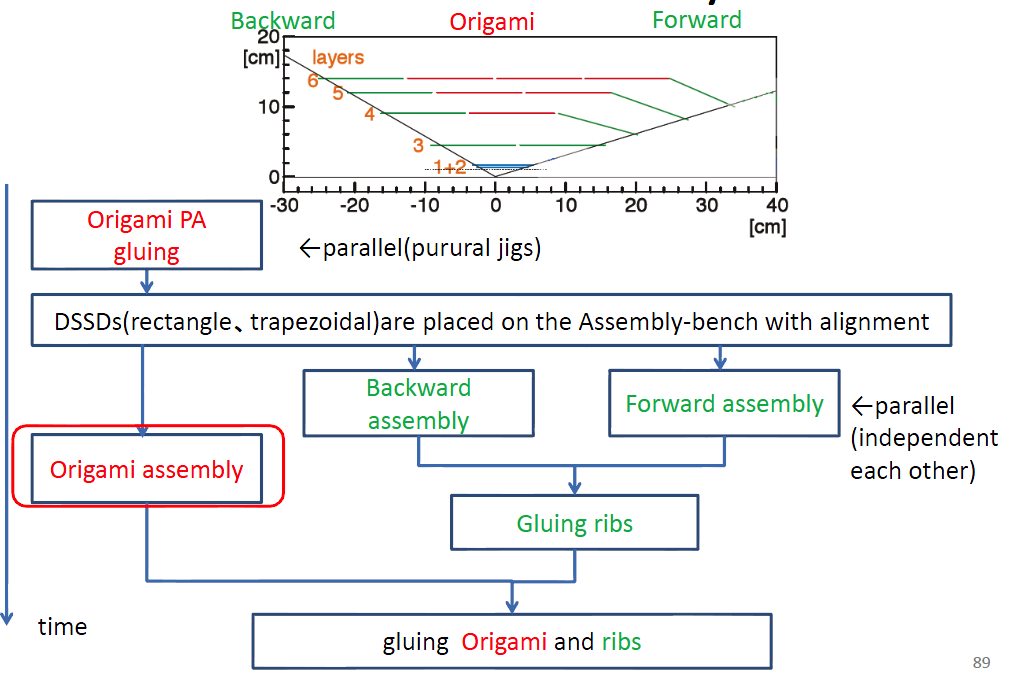 Backward
Origami
Forward
20
[cm]
layers
6
5
10
4
3
1+2
0
-30 -20 -10 0 10 20 30 40
[cm]
Origami PA
gluing
←parallel(purural jigs)
DSSDs(rectangle、trapezoidal)are placed on the Assembly-bench with alignment
Backward
assembly
Forward assembly
←parallel
(independent
each other)
Origami assembly
Gluing ribs
time
gluing Origami and ribs
89